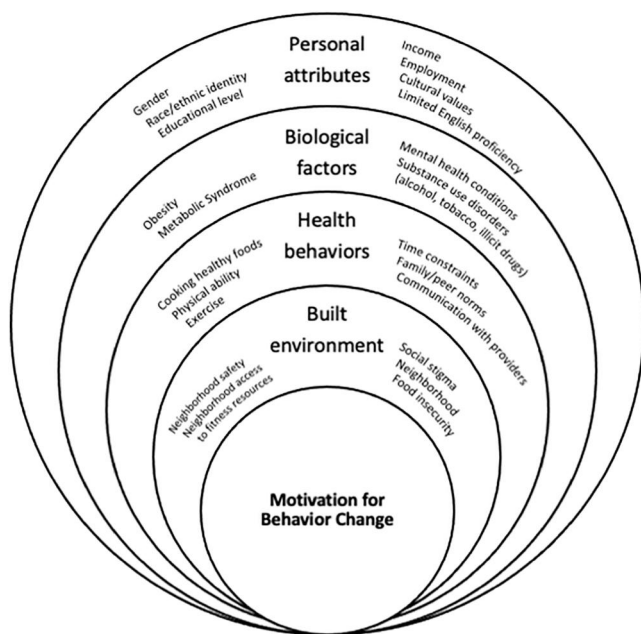 Personal
attributes
Gender
Race/ethnic identity
Educational level
Income
Employment
Cultural values
Limited English proficiency
Biological
factors
Obesity
Metabolic Syndrome
Mental health conditions
Substance use disorders
(alcohol, tobacco, illicit drugs)
Health
behaviors
Cooking healthy foods
Physical ability
Exercise
Time constraints
Family/peer norms
Communication with providers
Built
environment
Neighborhood safety
Neighborhood access
to fitness resources
Social stigma
Neighborhood
Food insecurity
Motivation for
Behavior Change